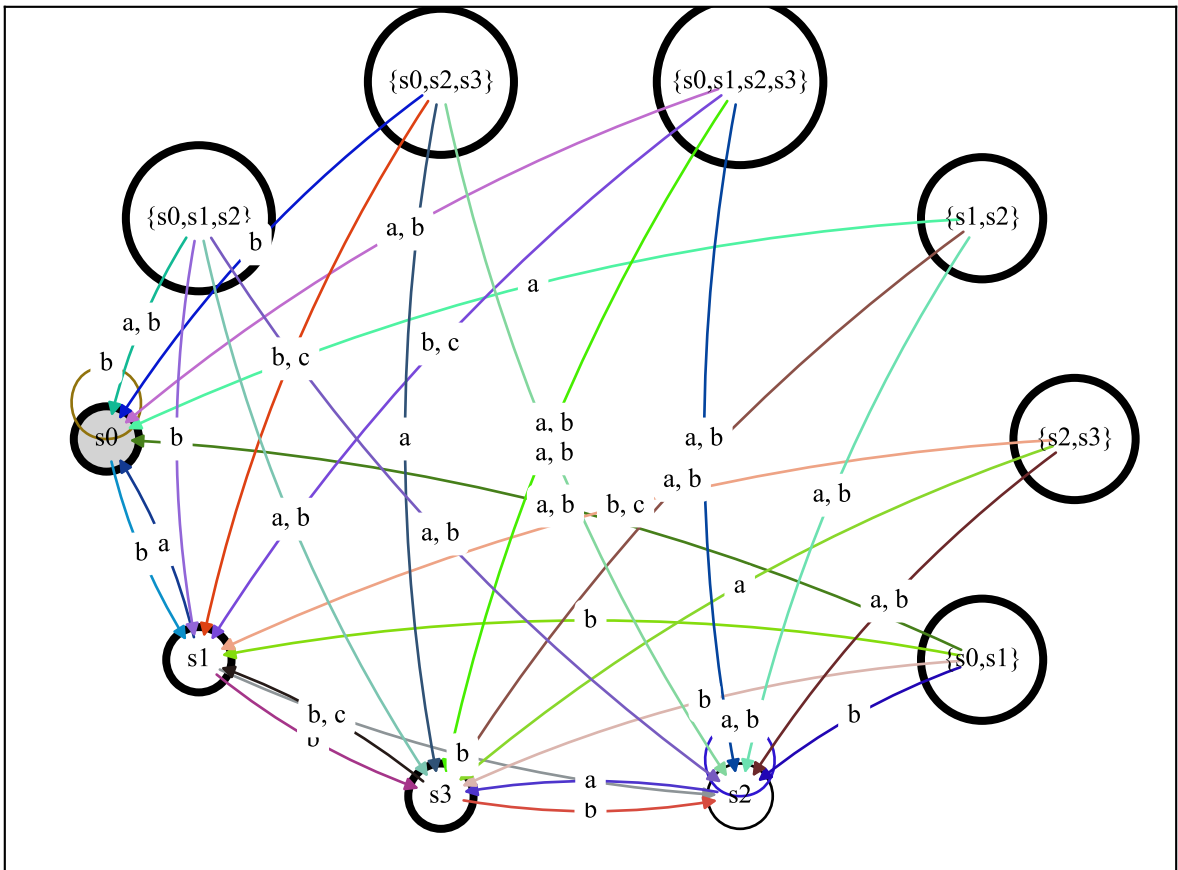 {s0,s2,s3}
{s0,s1,s2,s3}
{s0,s1,s2}
{s1,s2}
b
a, b
a
a, b
b, c
b, c
b
a, b
a, b
s0
b
a
a, b
{s2,s3}
a, b
a, b
a, b
b, c
a, b
a, b
b
a
a
a, b
b
s1
{s0,s1}
b
b, c
b
a, b
b
b
s3
a
b
s2